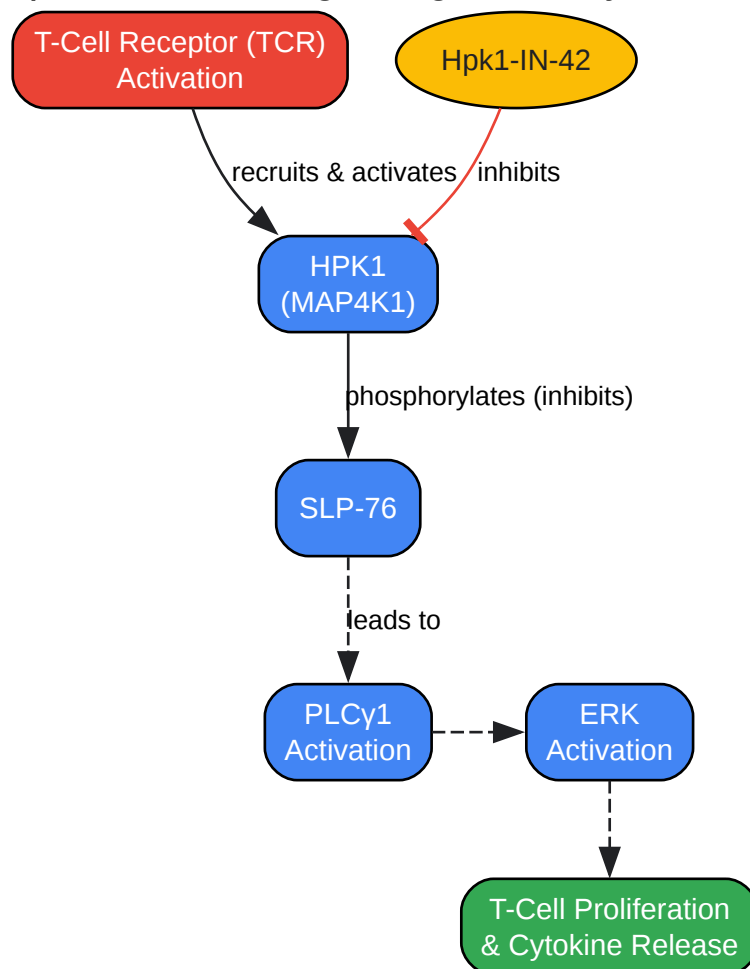 T-Cell Receptor (TCR)
Activation
Hpk1-IN-42
recruits & activates
inhibits
HPK1
(MAP4K1)
phosphorylates (inhibits)
SLP-76
leads to
PLCγ1
Activation
ERK
Activation
T-Cell Proliferation
& Cytokine Release